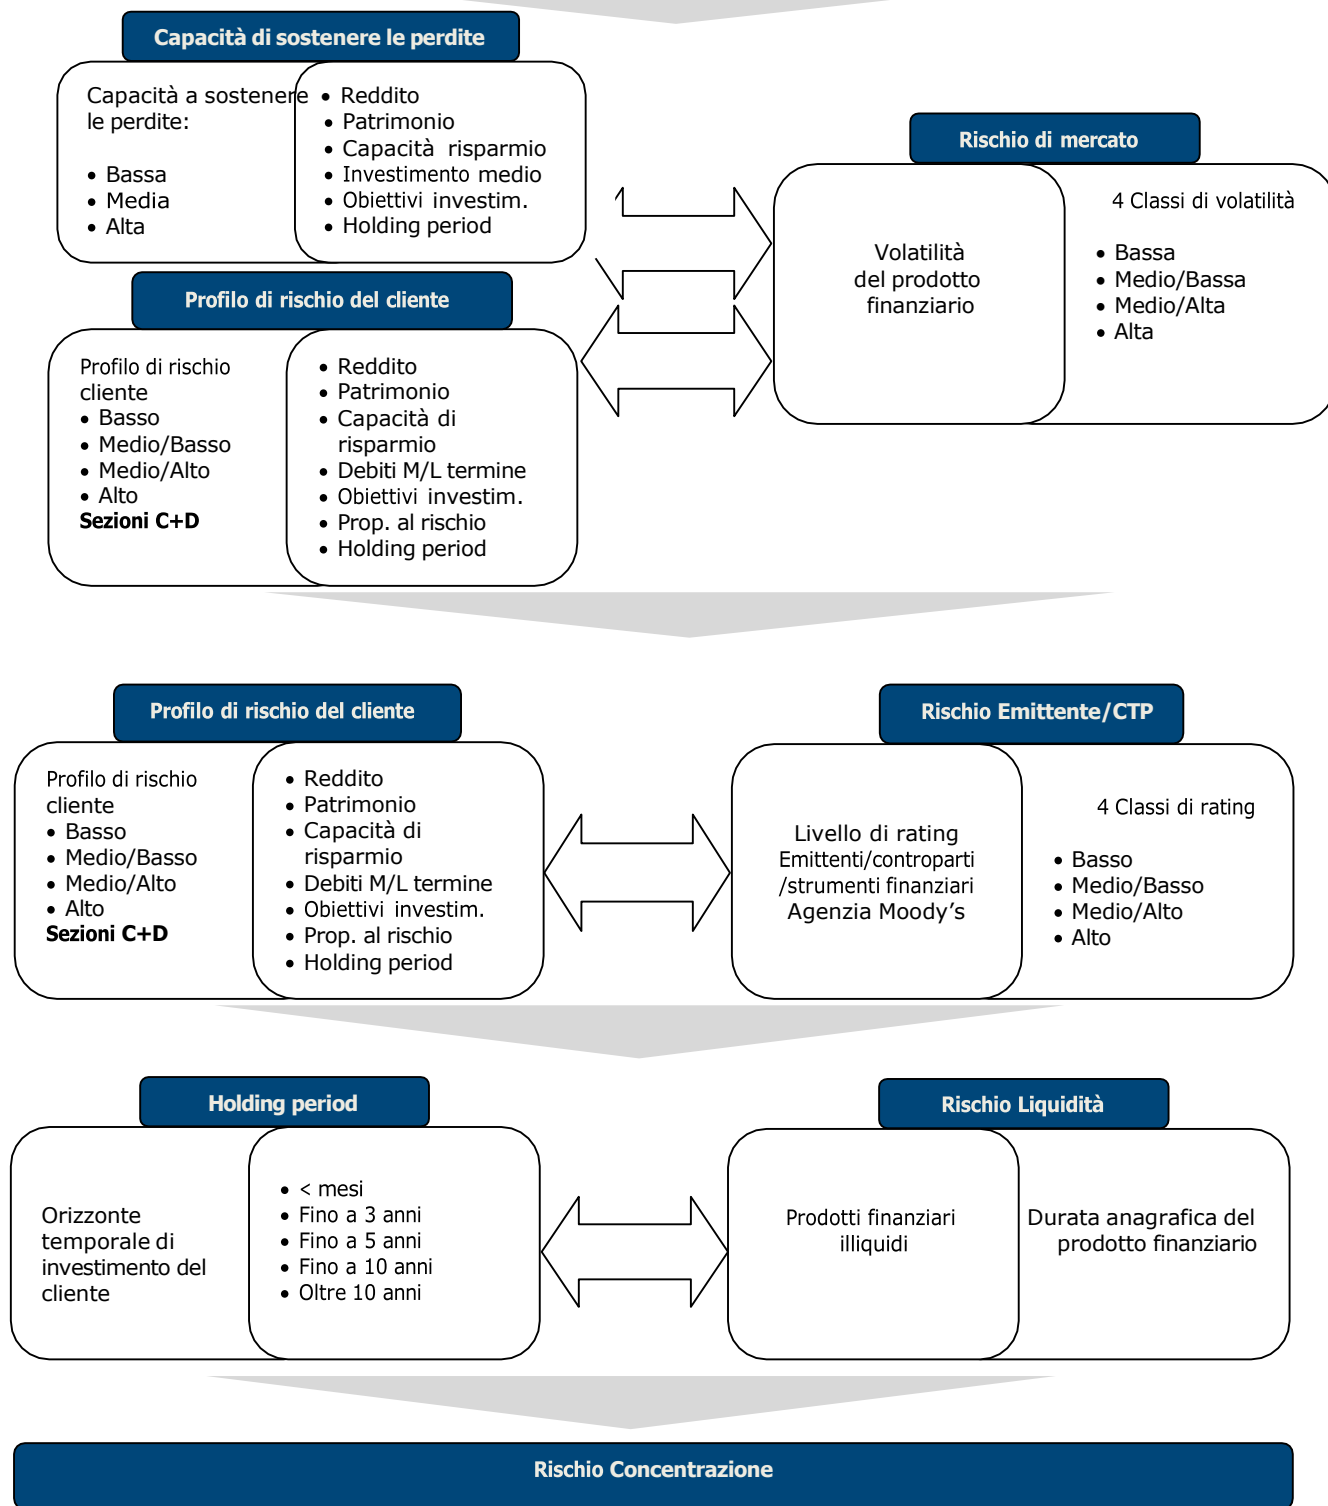 Capacità di sostenere le perdite
Capacità a sostenere
le perdite:
• Bassa
• Media
• Alta
• Reddito
• Patrimonio
• Capacità risparmio
• Investimento medio
• Obiettivi investim.
• Holding period
Rischio di mercato
Volatilità
del prodotto
finanziario
4 Classi di volatilità
• Bassa
• Medio/Bassa
• Medio/Alta
• Alta
Profilo di rischio del cliente
Profilo di rischio
cliente
• Basso
• Medio/Basso
• Medio/Alto
• Alto
Sezioni C+D
• Reddito
• Patrimonio
• Capacità di
risparmio
• Debiti M/L termine
• Obiettivi investim.
• Prop. al rischio
• Holding period
Profilo di rischio del cliente
Profilo di rischio
cliente
• Basso
• Medio/Basso
• Medio/Alto
• Alto
Sezioni C+D
• Reddito
• Patrimonio
• Capacità di
risparmio
• Debiti M/L termine
• Obiettivi investim.
• Prop. al rischio
• Holding period
Rischio Emittente/CTP
Livello di rating
Emittenti/controparti
/strumenti finanziari
Agenzia Moody's
4 Classi di rating
• Basso
• Medio/Basso
• Medio/Alto
• Alto
Holding period
Orizzonte
temporale di
investimento del
cliente
• < mesi
• Fino a 3 anni
• Fino a 5 anni
• Fino a 10 anni
• Oltre 10 anni
Rischio Liquidità
Prodotti finanziari
illiquidi
Durata anagrafica del
prodotto finanziario
Rischio Concentrazione